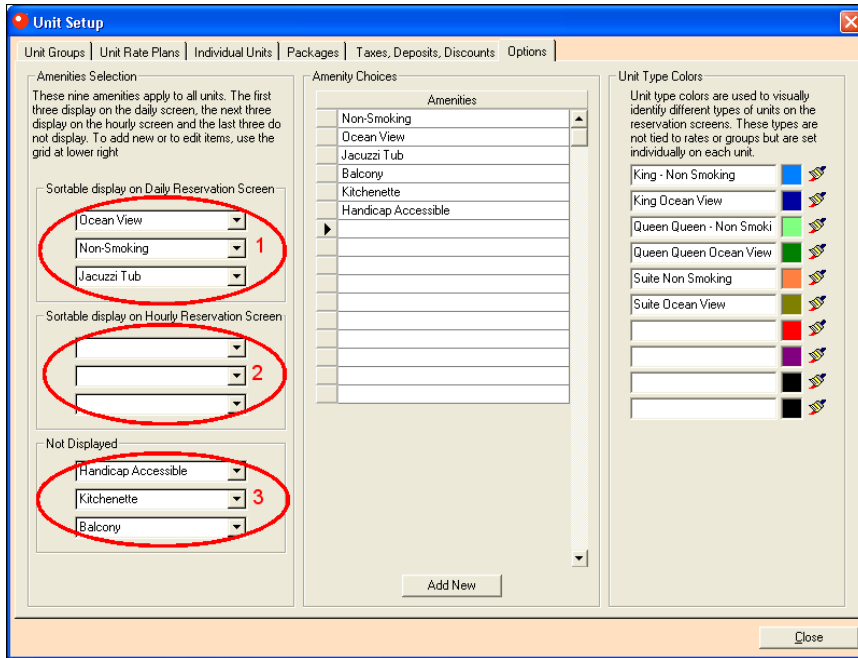 Unit Setup
Unit Groups
Unit Rate Plans
Individual Units
Packages
Taxes, Deposits, Discounts
Options
Amenities Selection
These nine amenities apply to all units. The first
three display on the daily screen, the next three
display on the hourly screen and the last three do
not display. To add new or to edit items, use the
grid at lower right
Sortable display on Daily Reservation Screen
Ocean View
Non-Smoking
1
Jacuzzi Tub
Sortable display on Hourly Reservation Screen
2
Not Displayed
Handicap Accessible
Kitchenette
3
Balcony
Amenity Choices
Amenities
Non-Smoking
Ocean View
Jacuzzi Tub
Balcony
Kitchenette
Handicap Accessible
Add New
Unit Type Colors
Unit type colors are used to visually
identify different types of units on the
reservation screens. These types are
not tied to rates or groups but are set
individually on each unit.
King - Non Smoking
King Ocean View
Queen Queen - Non Smoki
Queen Queen Ocean View
Suite Non Smoking
Suite Ocean View
Close